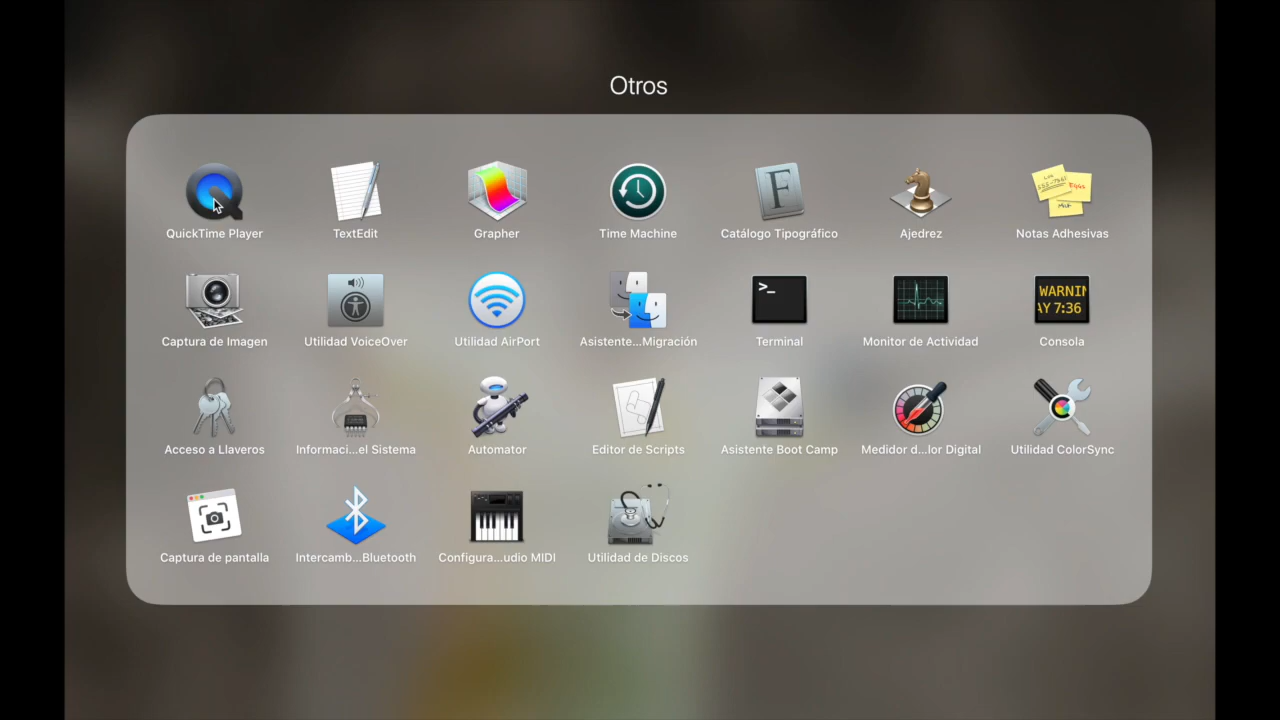 Otros
QuickTime Player
TextEdit
Grapher
Time Machine
Catálogo Tipográfico
Ajedrez
Notas Adhesivas
EGGS
MILK
Captura de Imagen
Utilidad VoiceOver
Utilidad AirPort
Asistente...Migración
>_
Terminal
Monitor de Actividad
WARNIN
AY 7:36
Consola
Acceso a Llaveros
Informaci...el Sistema
Automator
Editor de Scripts
Asistente Boot Camp
Medidor d...lor Digital
Utilidad ColorSync
Captura de pantalla
Intercamb...Bluetooth
Configura...udio MIDI
Utilidad de Discos